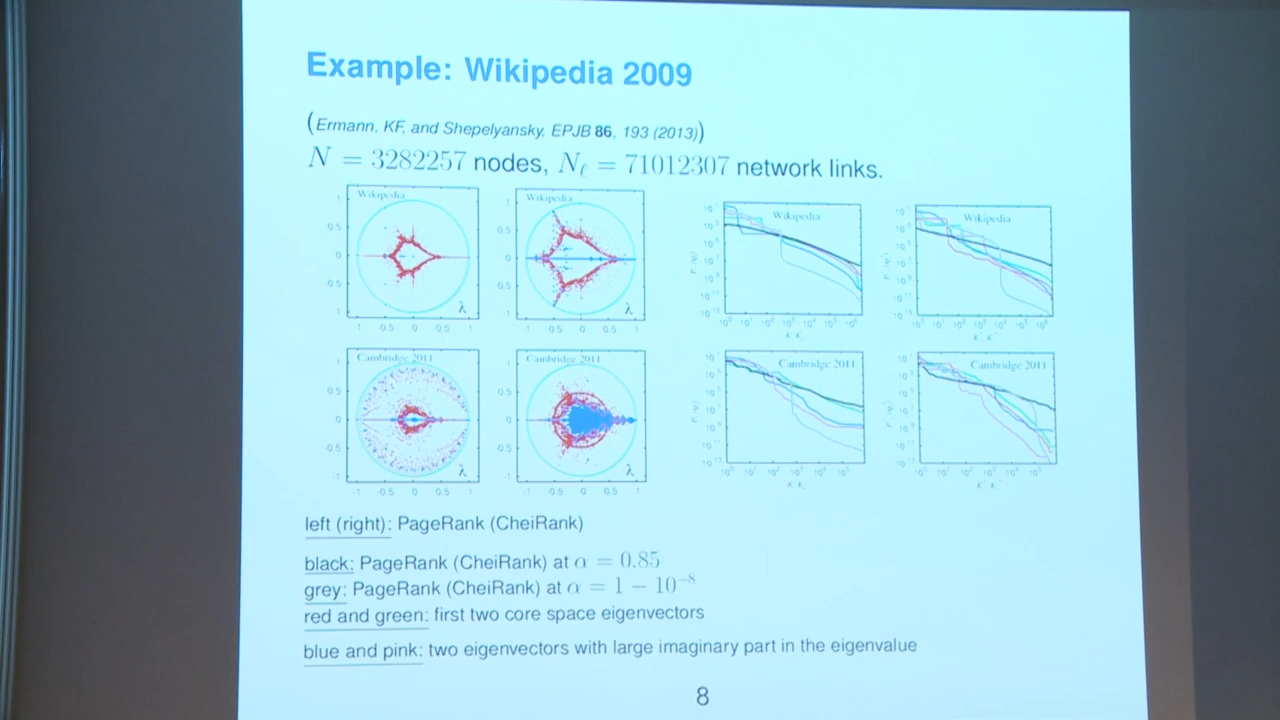 Example: Wikipedia 2009
(Ermann, KF, and Shepelyansky, EPJB 86, 193 (2013))
N = 3282257 nodes, Nℓ = 71012307 network links.
Wikipedia
Wikipedia
Wikipedia
Wikipedia
λ
λ
Cambridge 2011
Cambridge 2011
Cambridge 2011
Cambridge 2011
λ
λ
left (right): PageRank (CheiRank)
black: PageRank (CheiRank) at α = 0.85
grey: PageRank (CheiRank) at α = 1 − 10⁻⁸
red and green: first two core space eigenvectors
blue and pink: two eigenvectors with large imaginary part in the eigenvalue
8